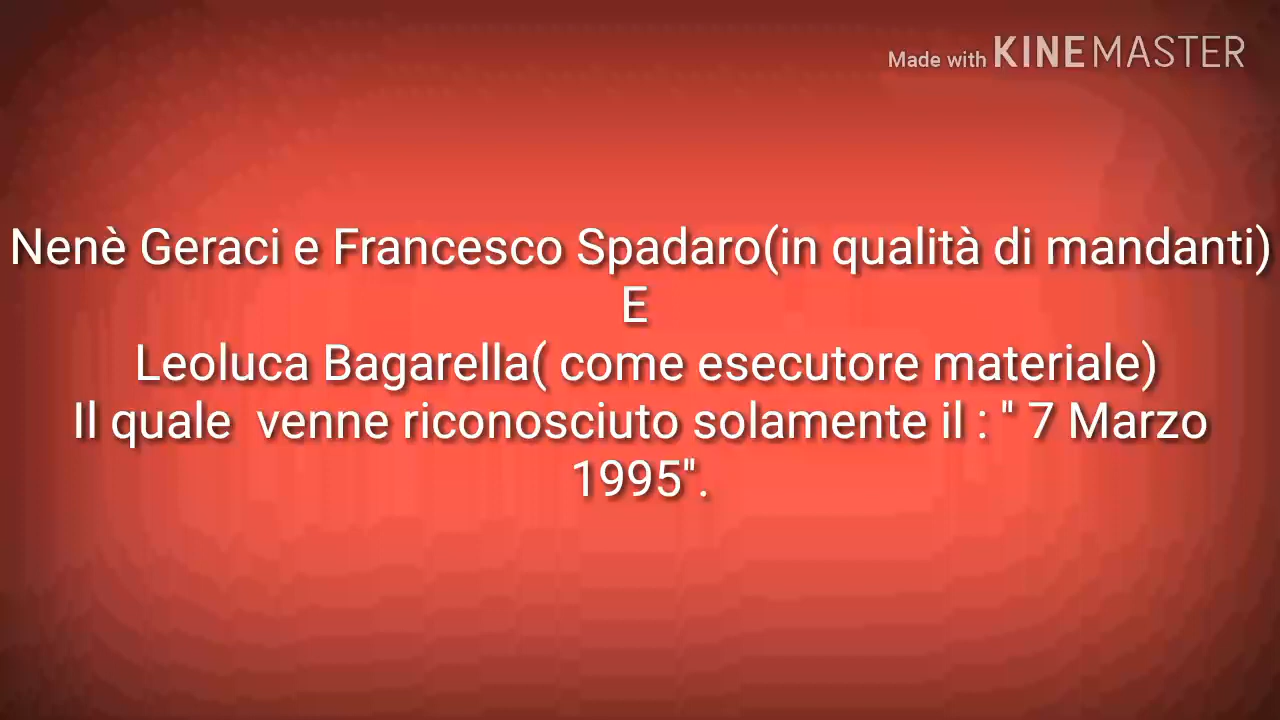 Made with KINEMASTER
Nenè Geraci e Francesco Spadaro(in qualità di mandanti)
E
Leoluca Bagarella( come esecutore materiale)
Il quale  venne riconosciuto solamente il : " 7 Marzo
1995".